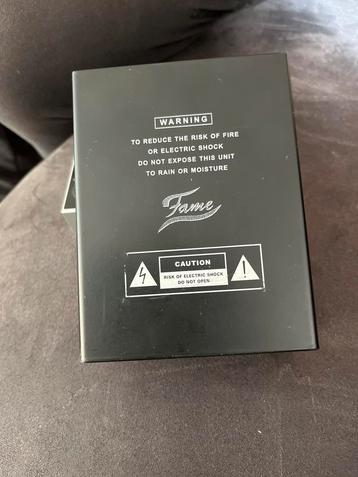 WARNING
TO REDUCE THE RISK OF FIRE
OR ELECTRIC SHOCK
DO NOT EXPOSE THIS UNIT
TO RAIN OR MOISTURE
Fame
CAUTION
RISK OF ELECTRIC SHOCK
DO NOT OPEN